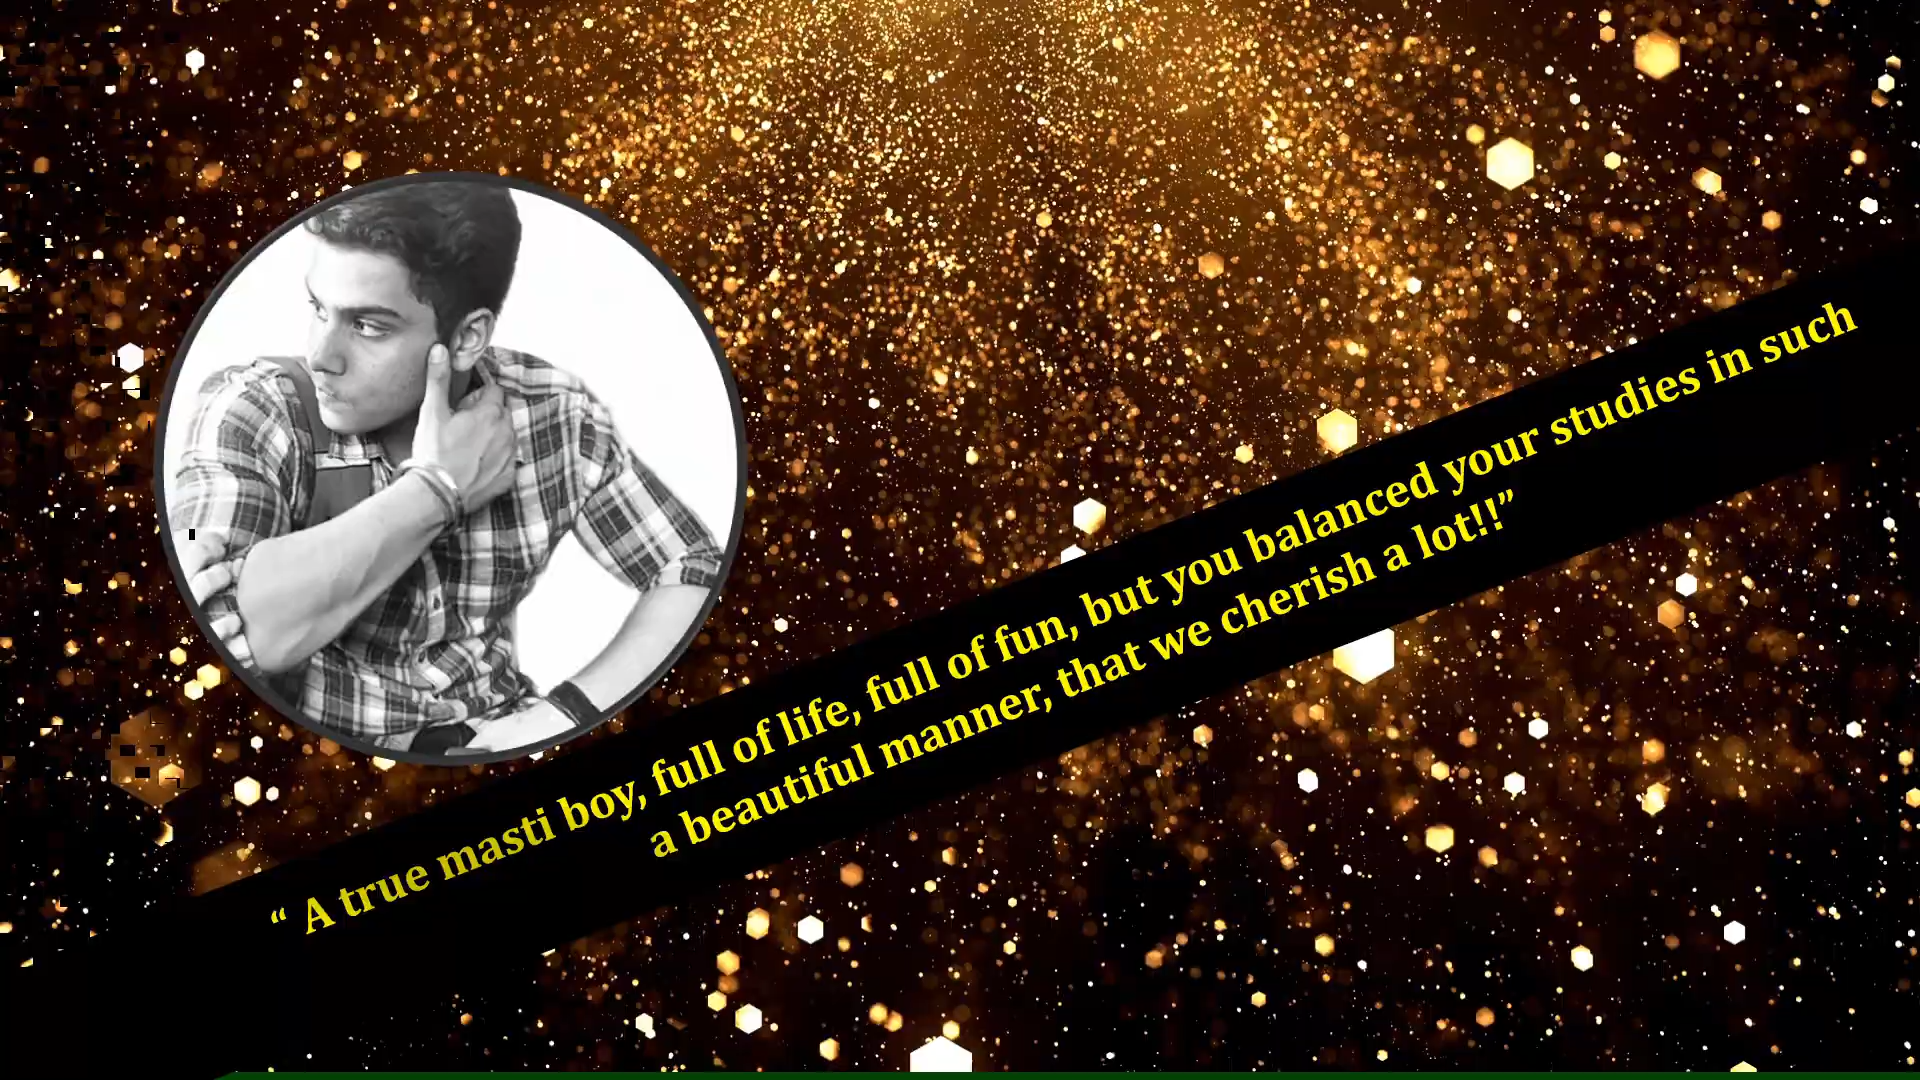 “ A true masti boy, full of life, full of fun, but you balanced your studies in such
a beautiful manner, that we cherish a lot!!”